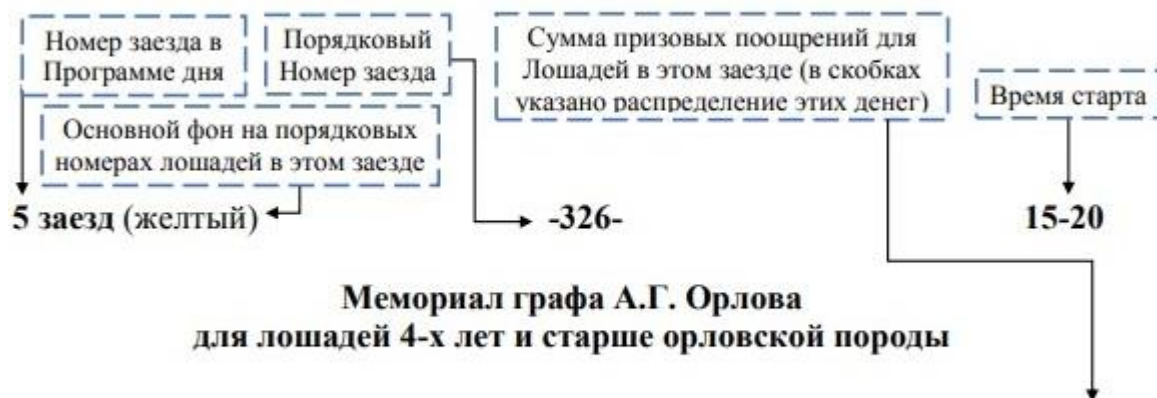 Номер заезда в
Программе дня
Порядковый
Номер заезда
Сумма призовых поощрений для
Лошадей в этом заезде (в скобках
указано распределение этих денег)
Время старта
Основной фон на порядковых
номерах лошадей в этом заезде
5 заезд (желтый)
-326-
15-20
Мемориал графа А.Г. Орлова
для лошадей 4-х лет и старше орловской породы